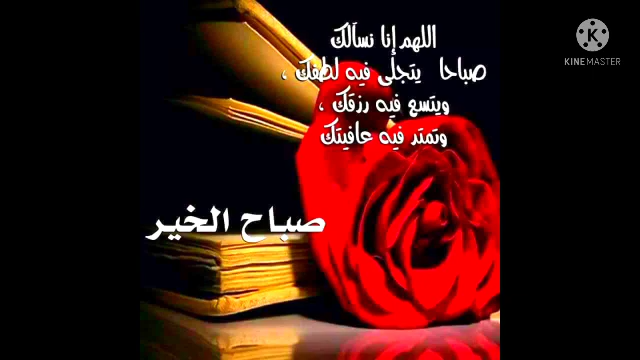 اللهم إنا نسألك
صباحا يتجلى فيه لطفك ،
ويتسع فيه رزقك ،
وتمتد فيه عافيتك
صباح الخير
K
KINEMASTER